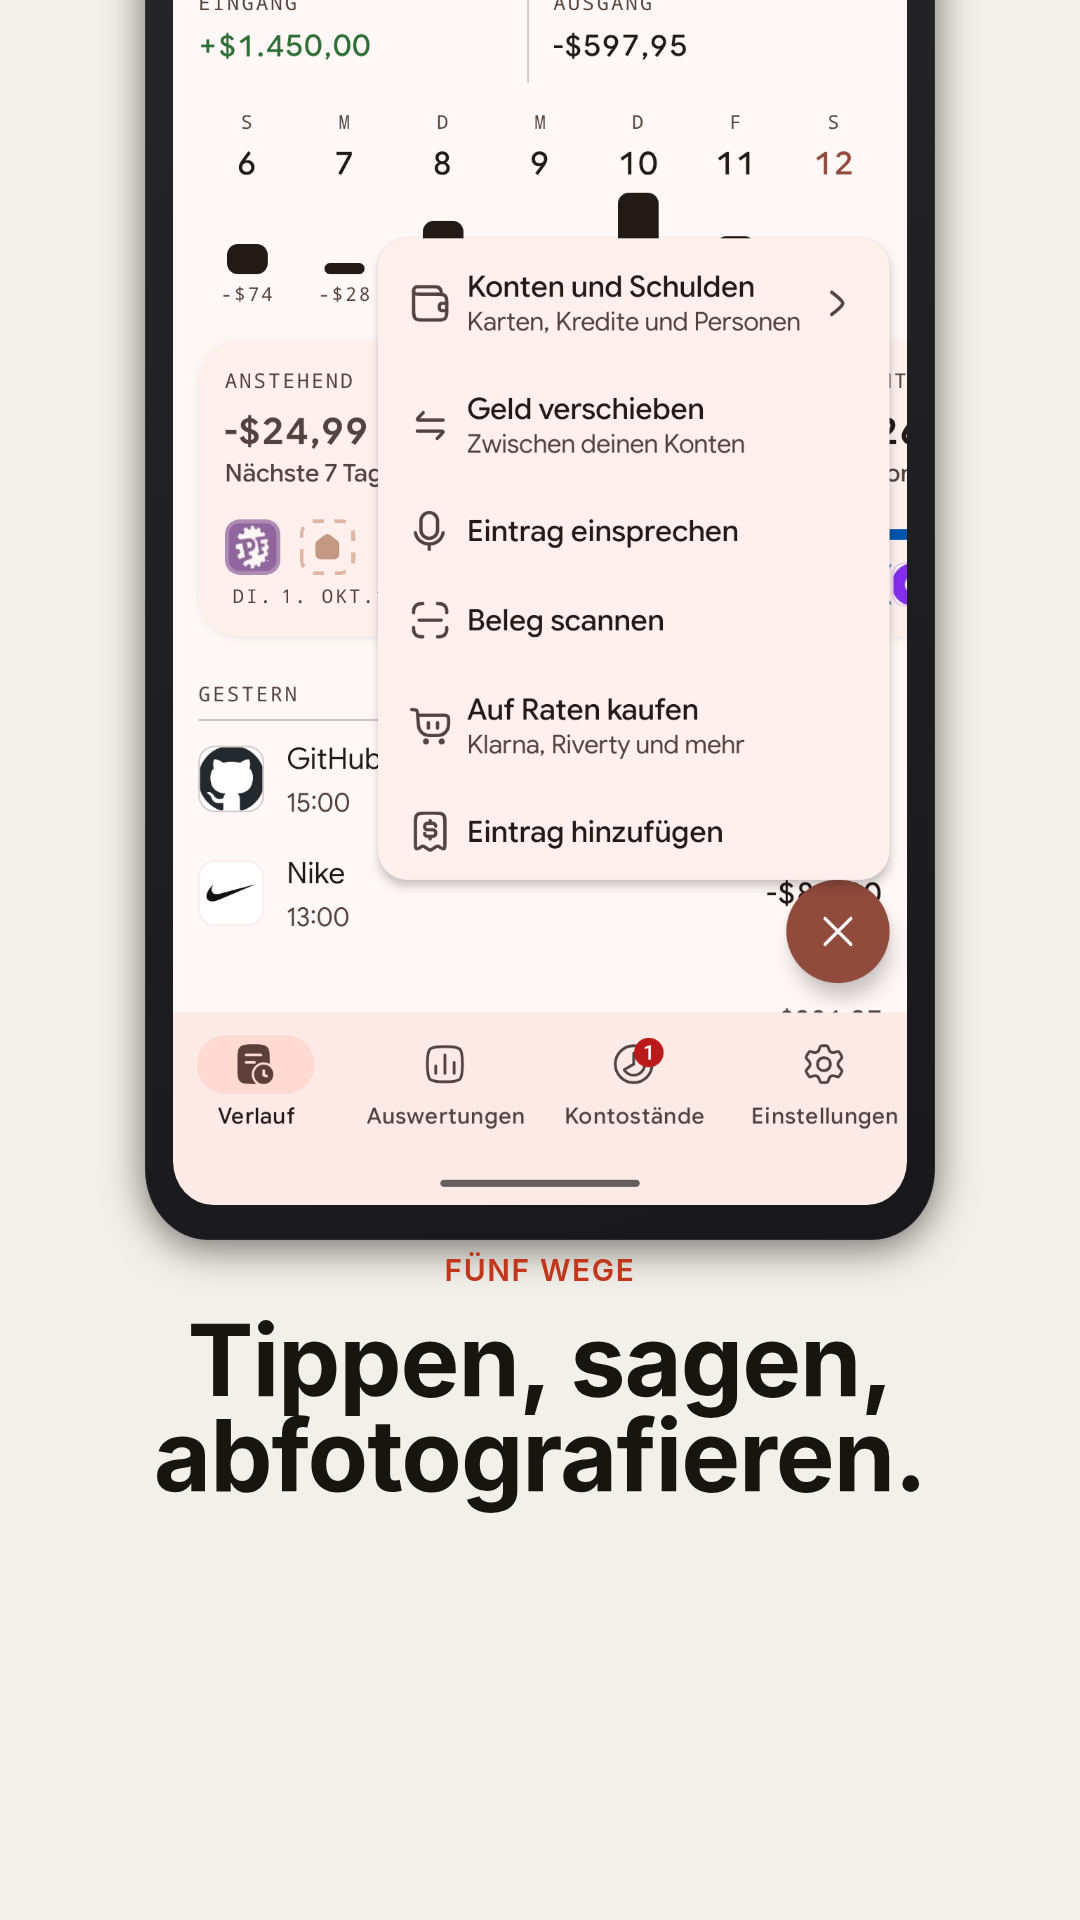 EINGANG
AUSGANG
+$1.450,00
-$597,95
S M D M D F S
6 7 8 9 10 11 12
-$74 -$28
Konten und Schulden
Karten, Kredite und Personen
ANSTEHEND
-$24,99
Geld verschieben
Zwischen deinen Konten
Nächste 7 Tag
Eintrag einsprechen
DI. 1. OKT.
Beleg scannen
GESTERN
Auf Raten kaufen
Klarna, Riverty und mehr
GitHub
15:00
Eintrag hinzufügen
Nike
13:00
1
Verlauf Auswertungen Kontostände Einstellungen
FÜNF WEGE
Tippen, sagen,
abfotografieren.